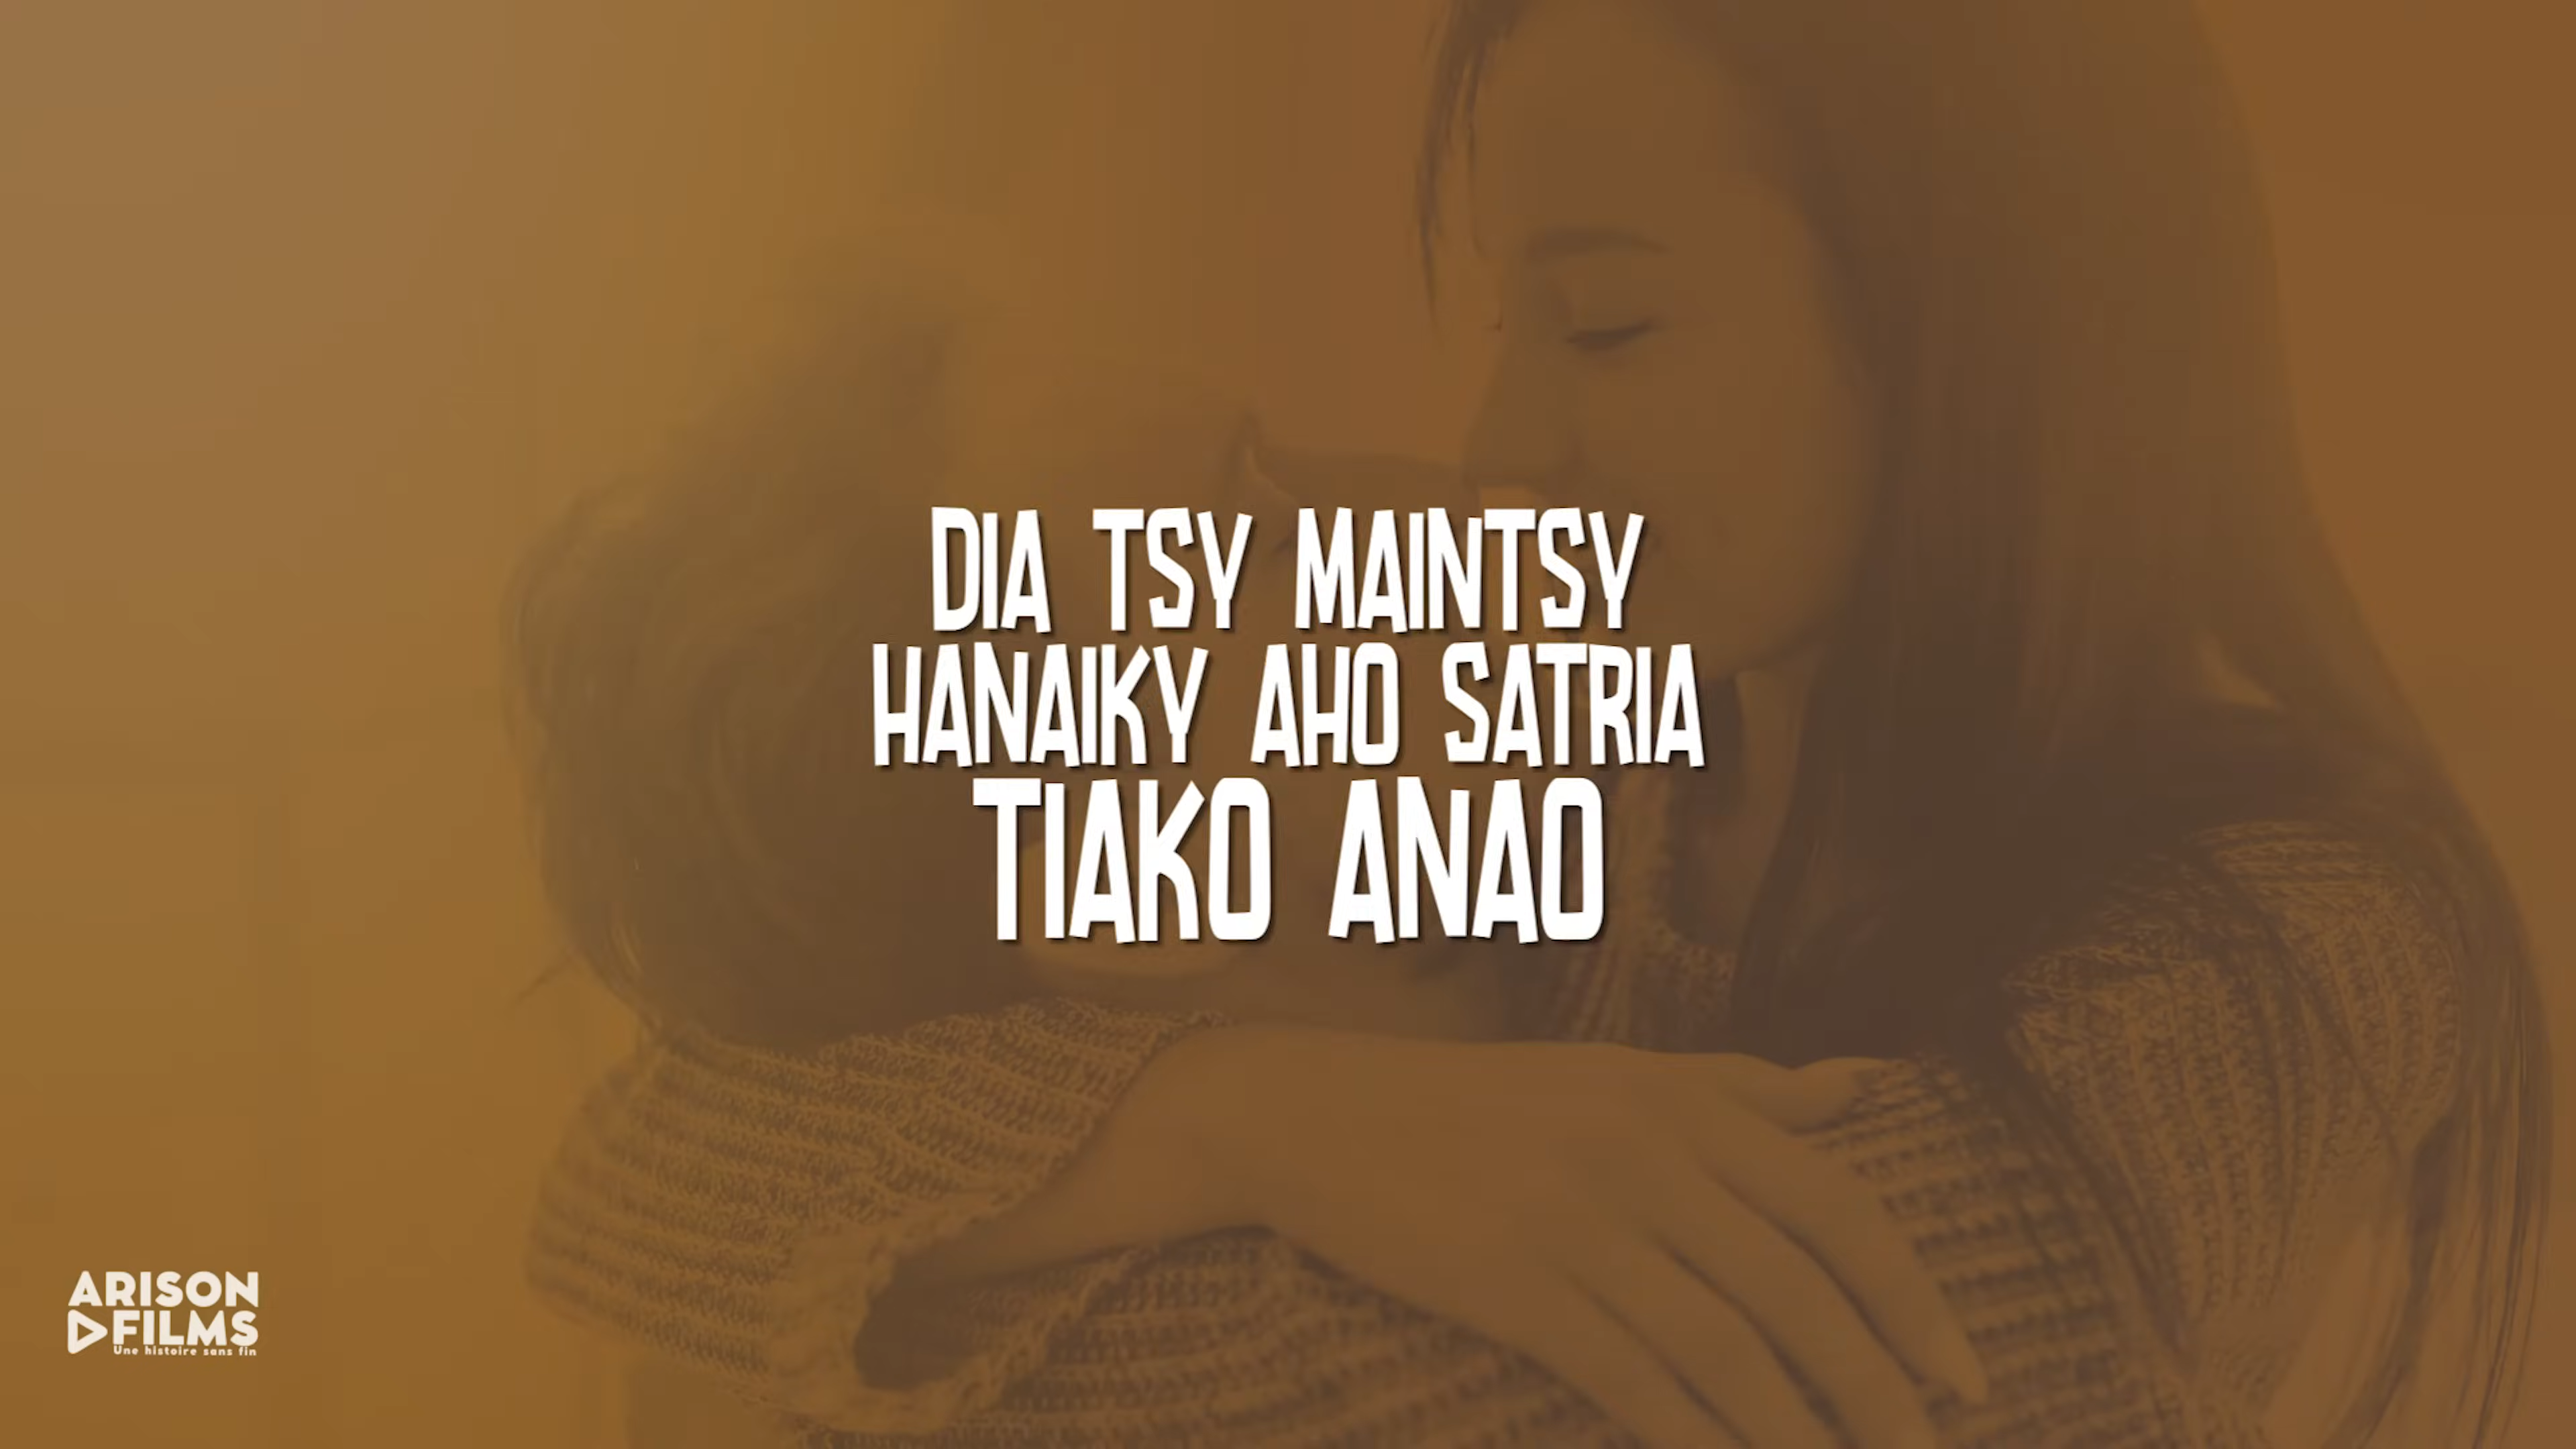 DIA TSY MAINTSY
HANAIKY AHO SATRIA
TIAKO ANAO
ARISON
FILMS
Une histoire sans fin